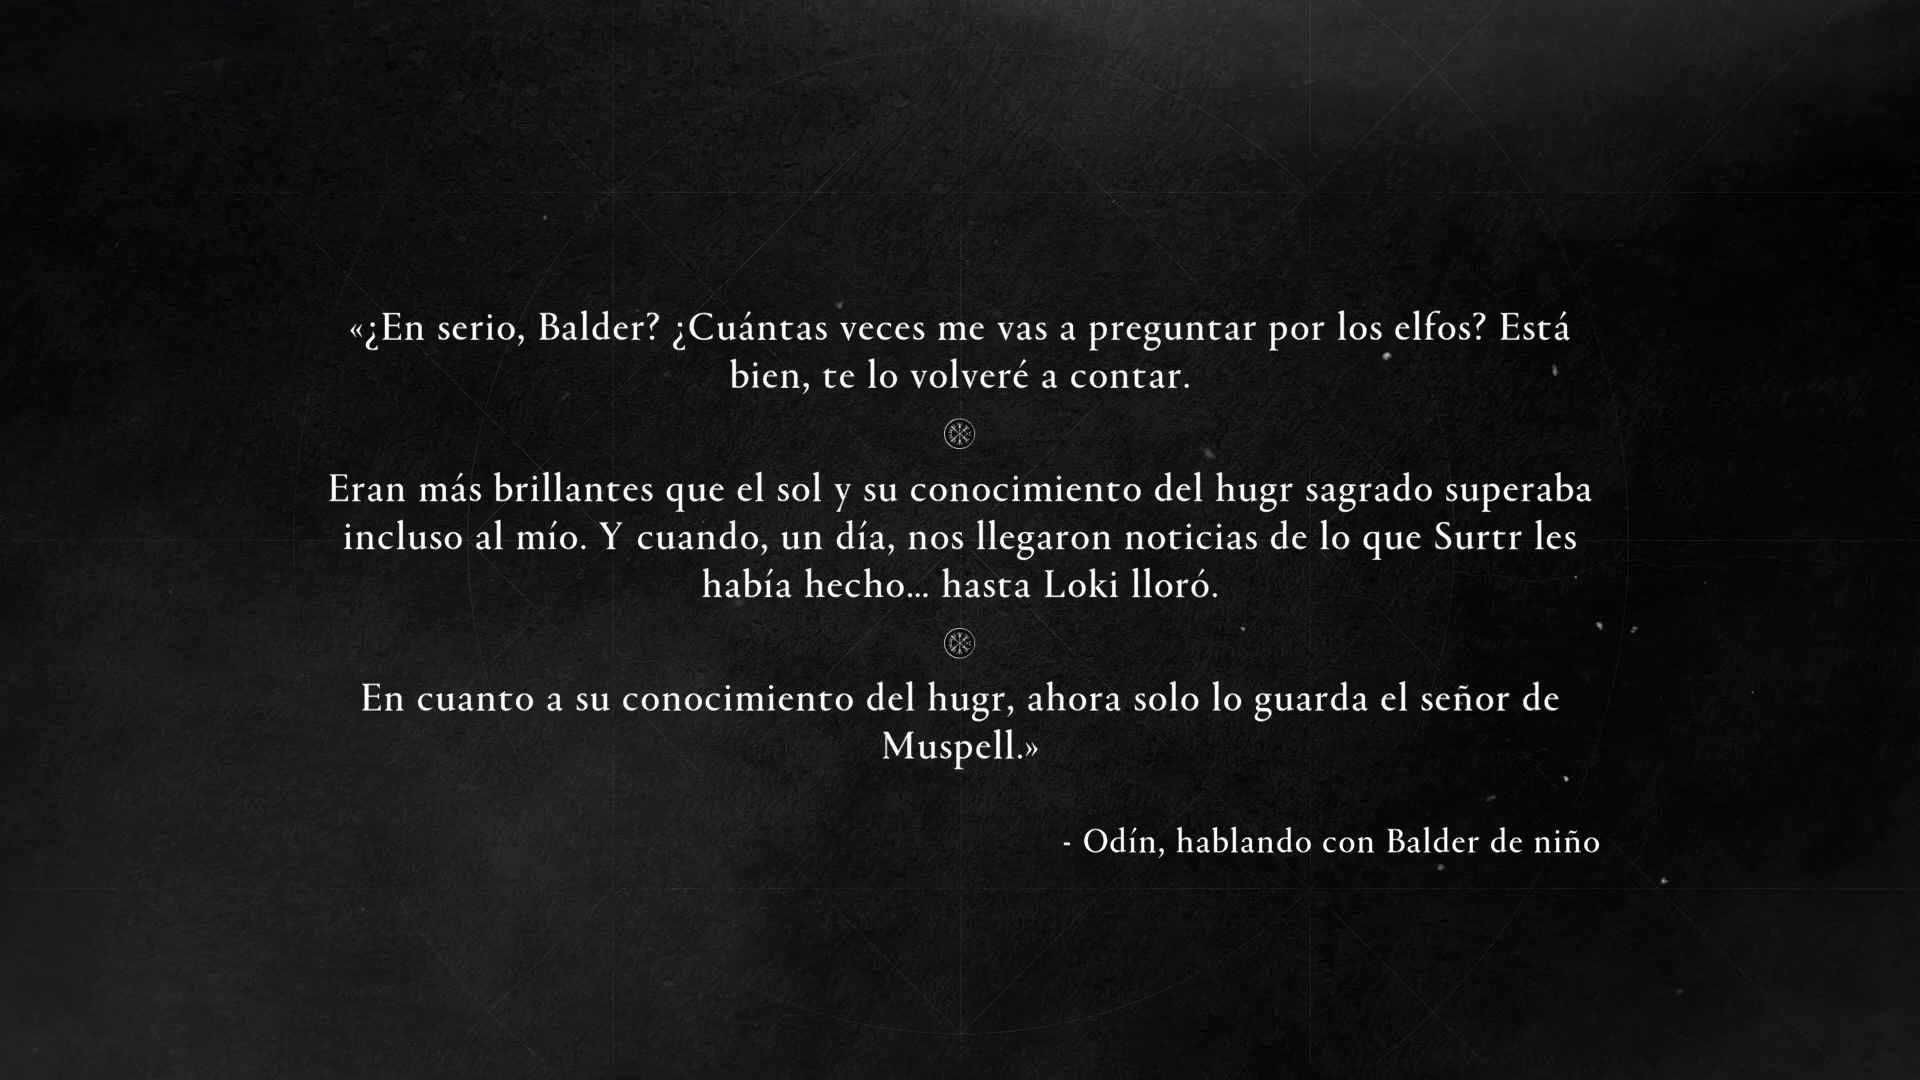 «¿En serio, Balder? ¿Cuántas veces me vas a preguntar por los elfos? Está
bien, te lo volveré a contar.
Eran más brillantes que el sol y su conocimiento del hugr sagrado superaba
incluso al mío. Y cuando, un día, nos llegaron noticias de lo que Surtr les
había hecho... hasta Loki lloró.
En cuanto a su conocimiento del hugr, ahora solo lo guarda el señor de
Muspell.»
- Odín, hablando con Balder de niño